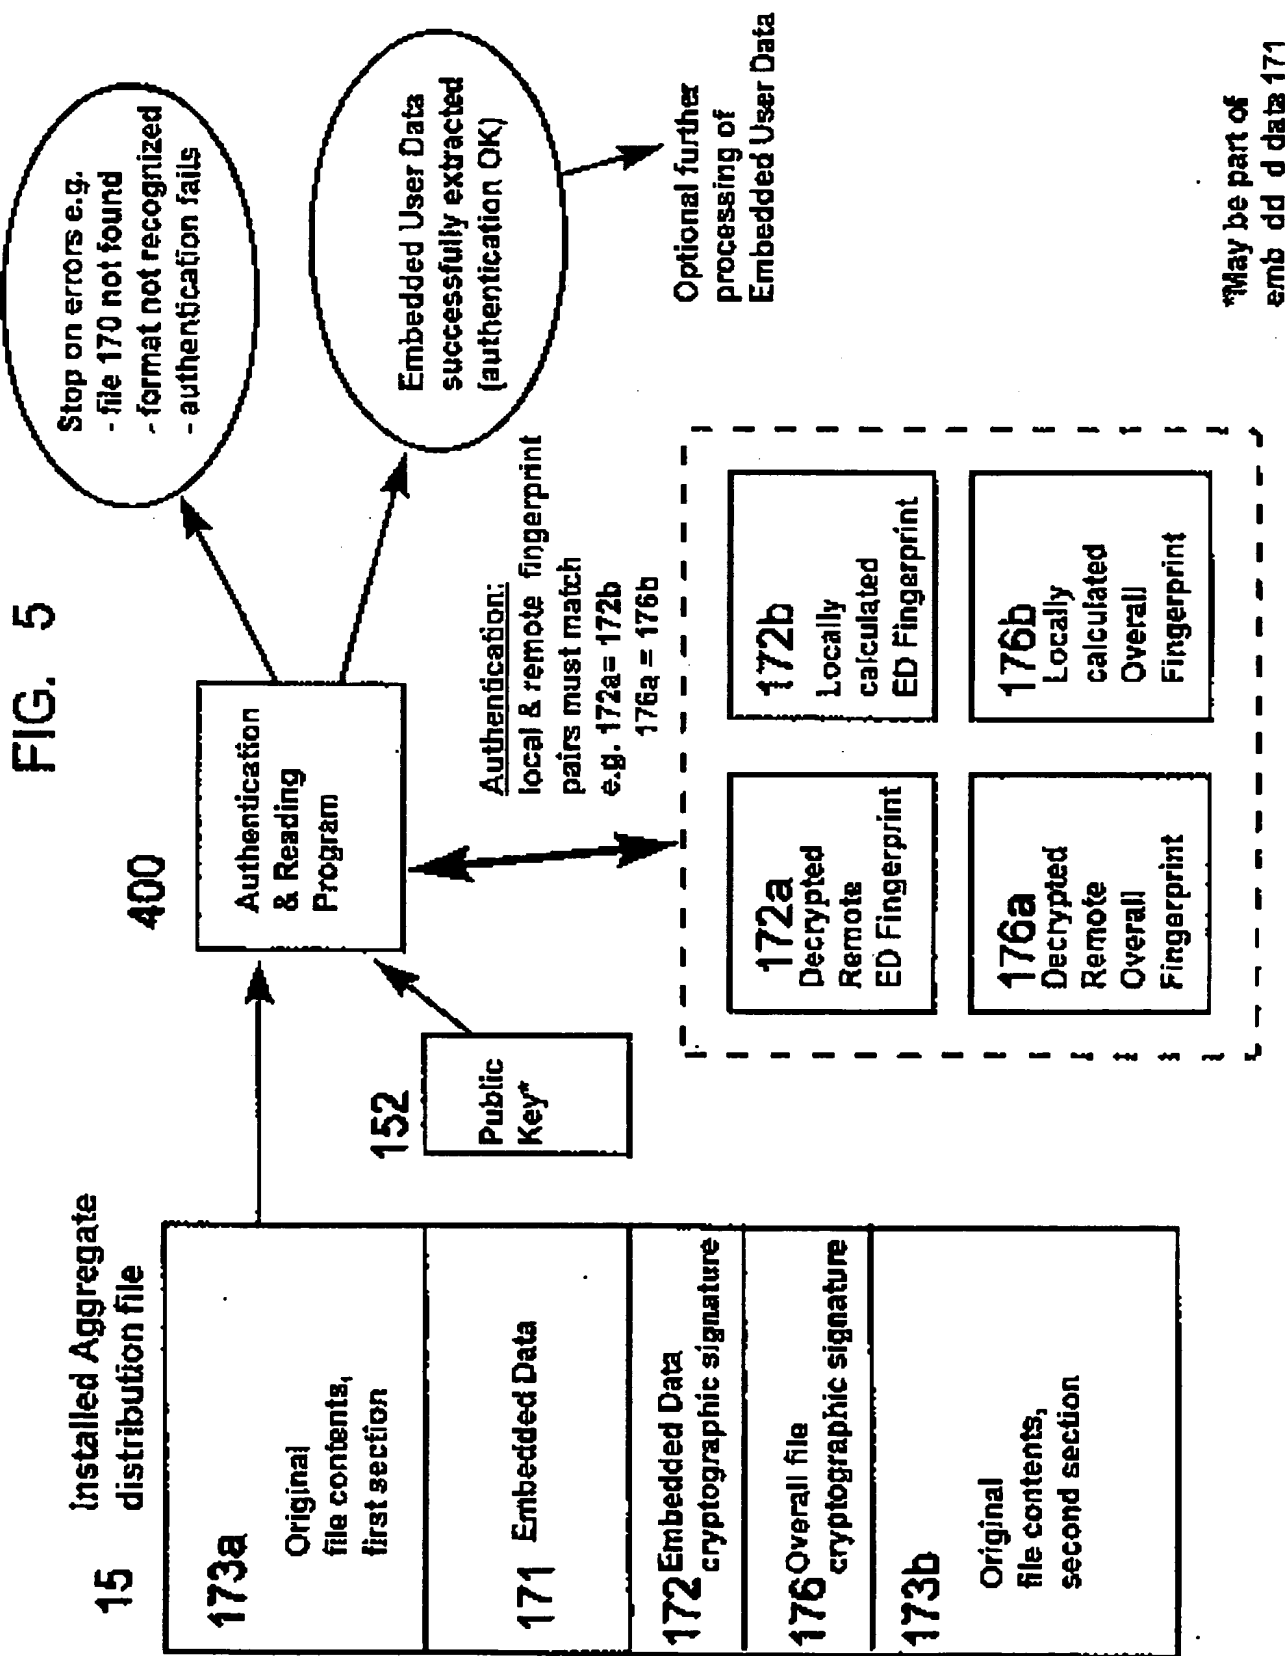 FIG. 5
15
Installed Aggregate
distribution file
173a
Original
file contents,
first section
171
Embedded Data
172
Embedded Data
cryptographic signature
176
Overall file
cryptographic signature
173b
Original
file contents,
second section
152
Public
Key*
400
Authentication
& Reading
Program
Stop on errors e.g.
- file 170 not found
- format not recognized
- authentication fails
Embedded User Data
successfully extracted
(authentication OK)
Optional further
processing of
Embedded User Data
Authentication:
local & remote fingerprint
pairs must match
e.g. 172a= 172b
176a = 176b
172a
Decrypted
Remote
ED Fingerprint
172b
Locally
calculated
ED Fingerprint
176a
Decrypted
Remote
Overall
Fingerprint
176b
Locally
calculated
Overall
Fingerprint
*May be part of
emb dd d data 171